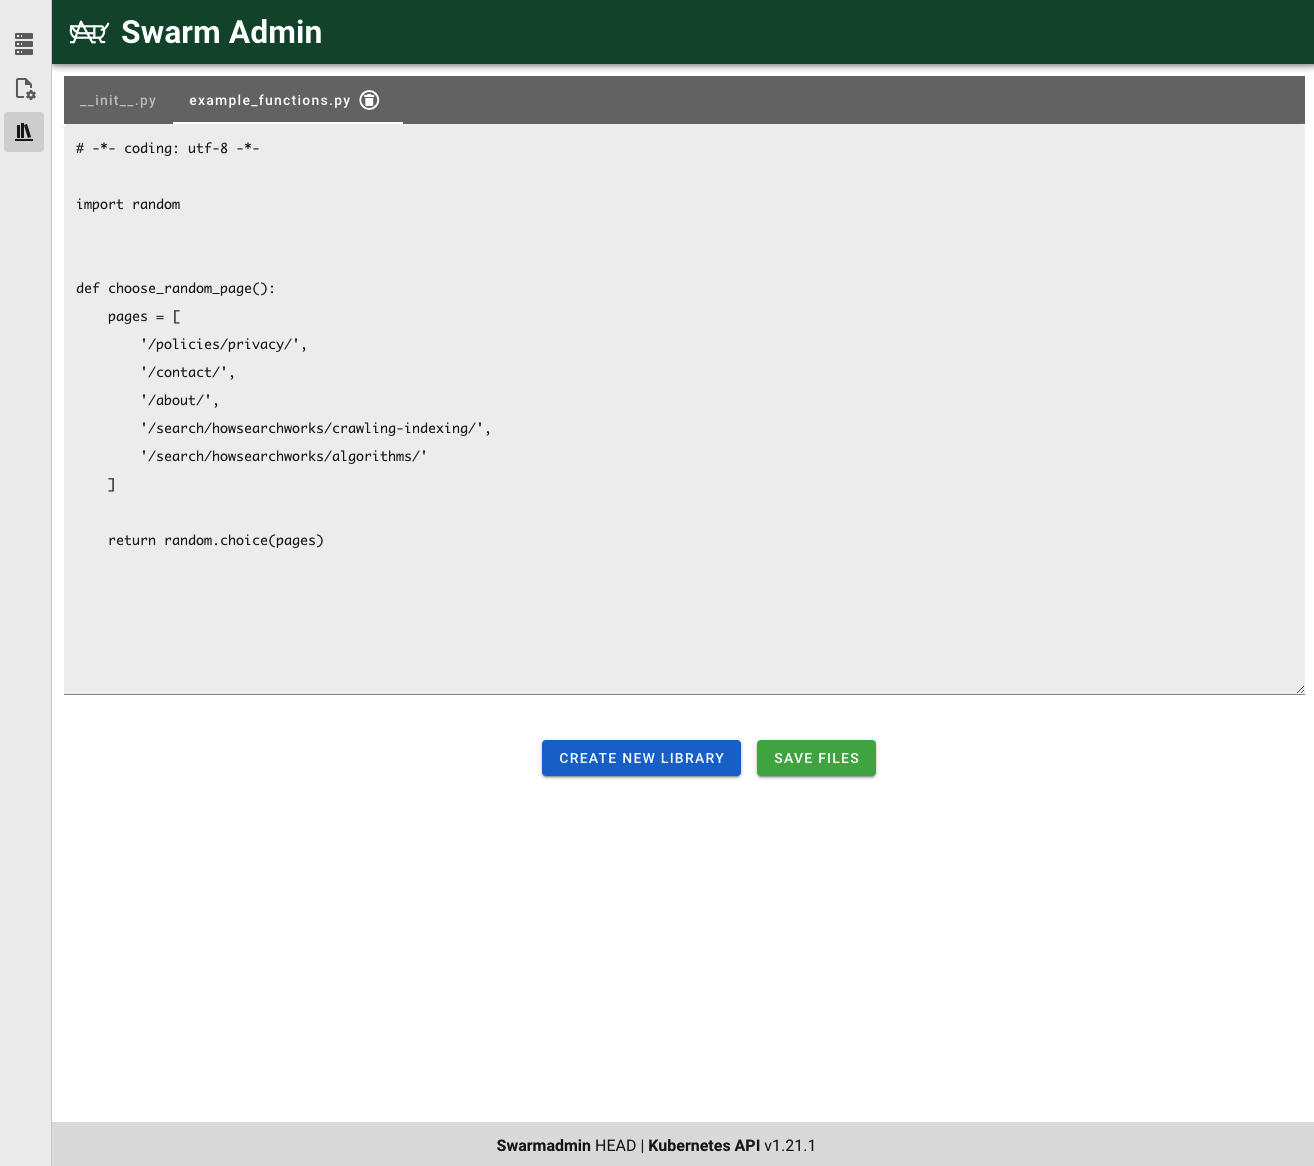 Swarm Admin
__init__.py
example_functions.py
# -*- coding: utf-8 -*-
import random
def choose_random_page():
    pages = [
        '/policies/privacy/',
        '/contact/',
        '/about/',
        '/search/howsearchworks/crawling-indexing/',
        '/search/howsearchworks/algorithms/'
    ]
    return random.choice(pages)
CREATE NEW LIBRARY
SAVE FILES
Swarmadmin HEAD | Kubernetes API v1.21.1